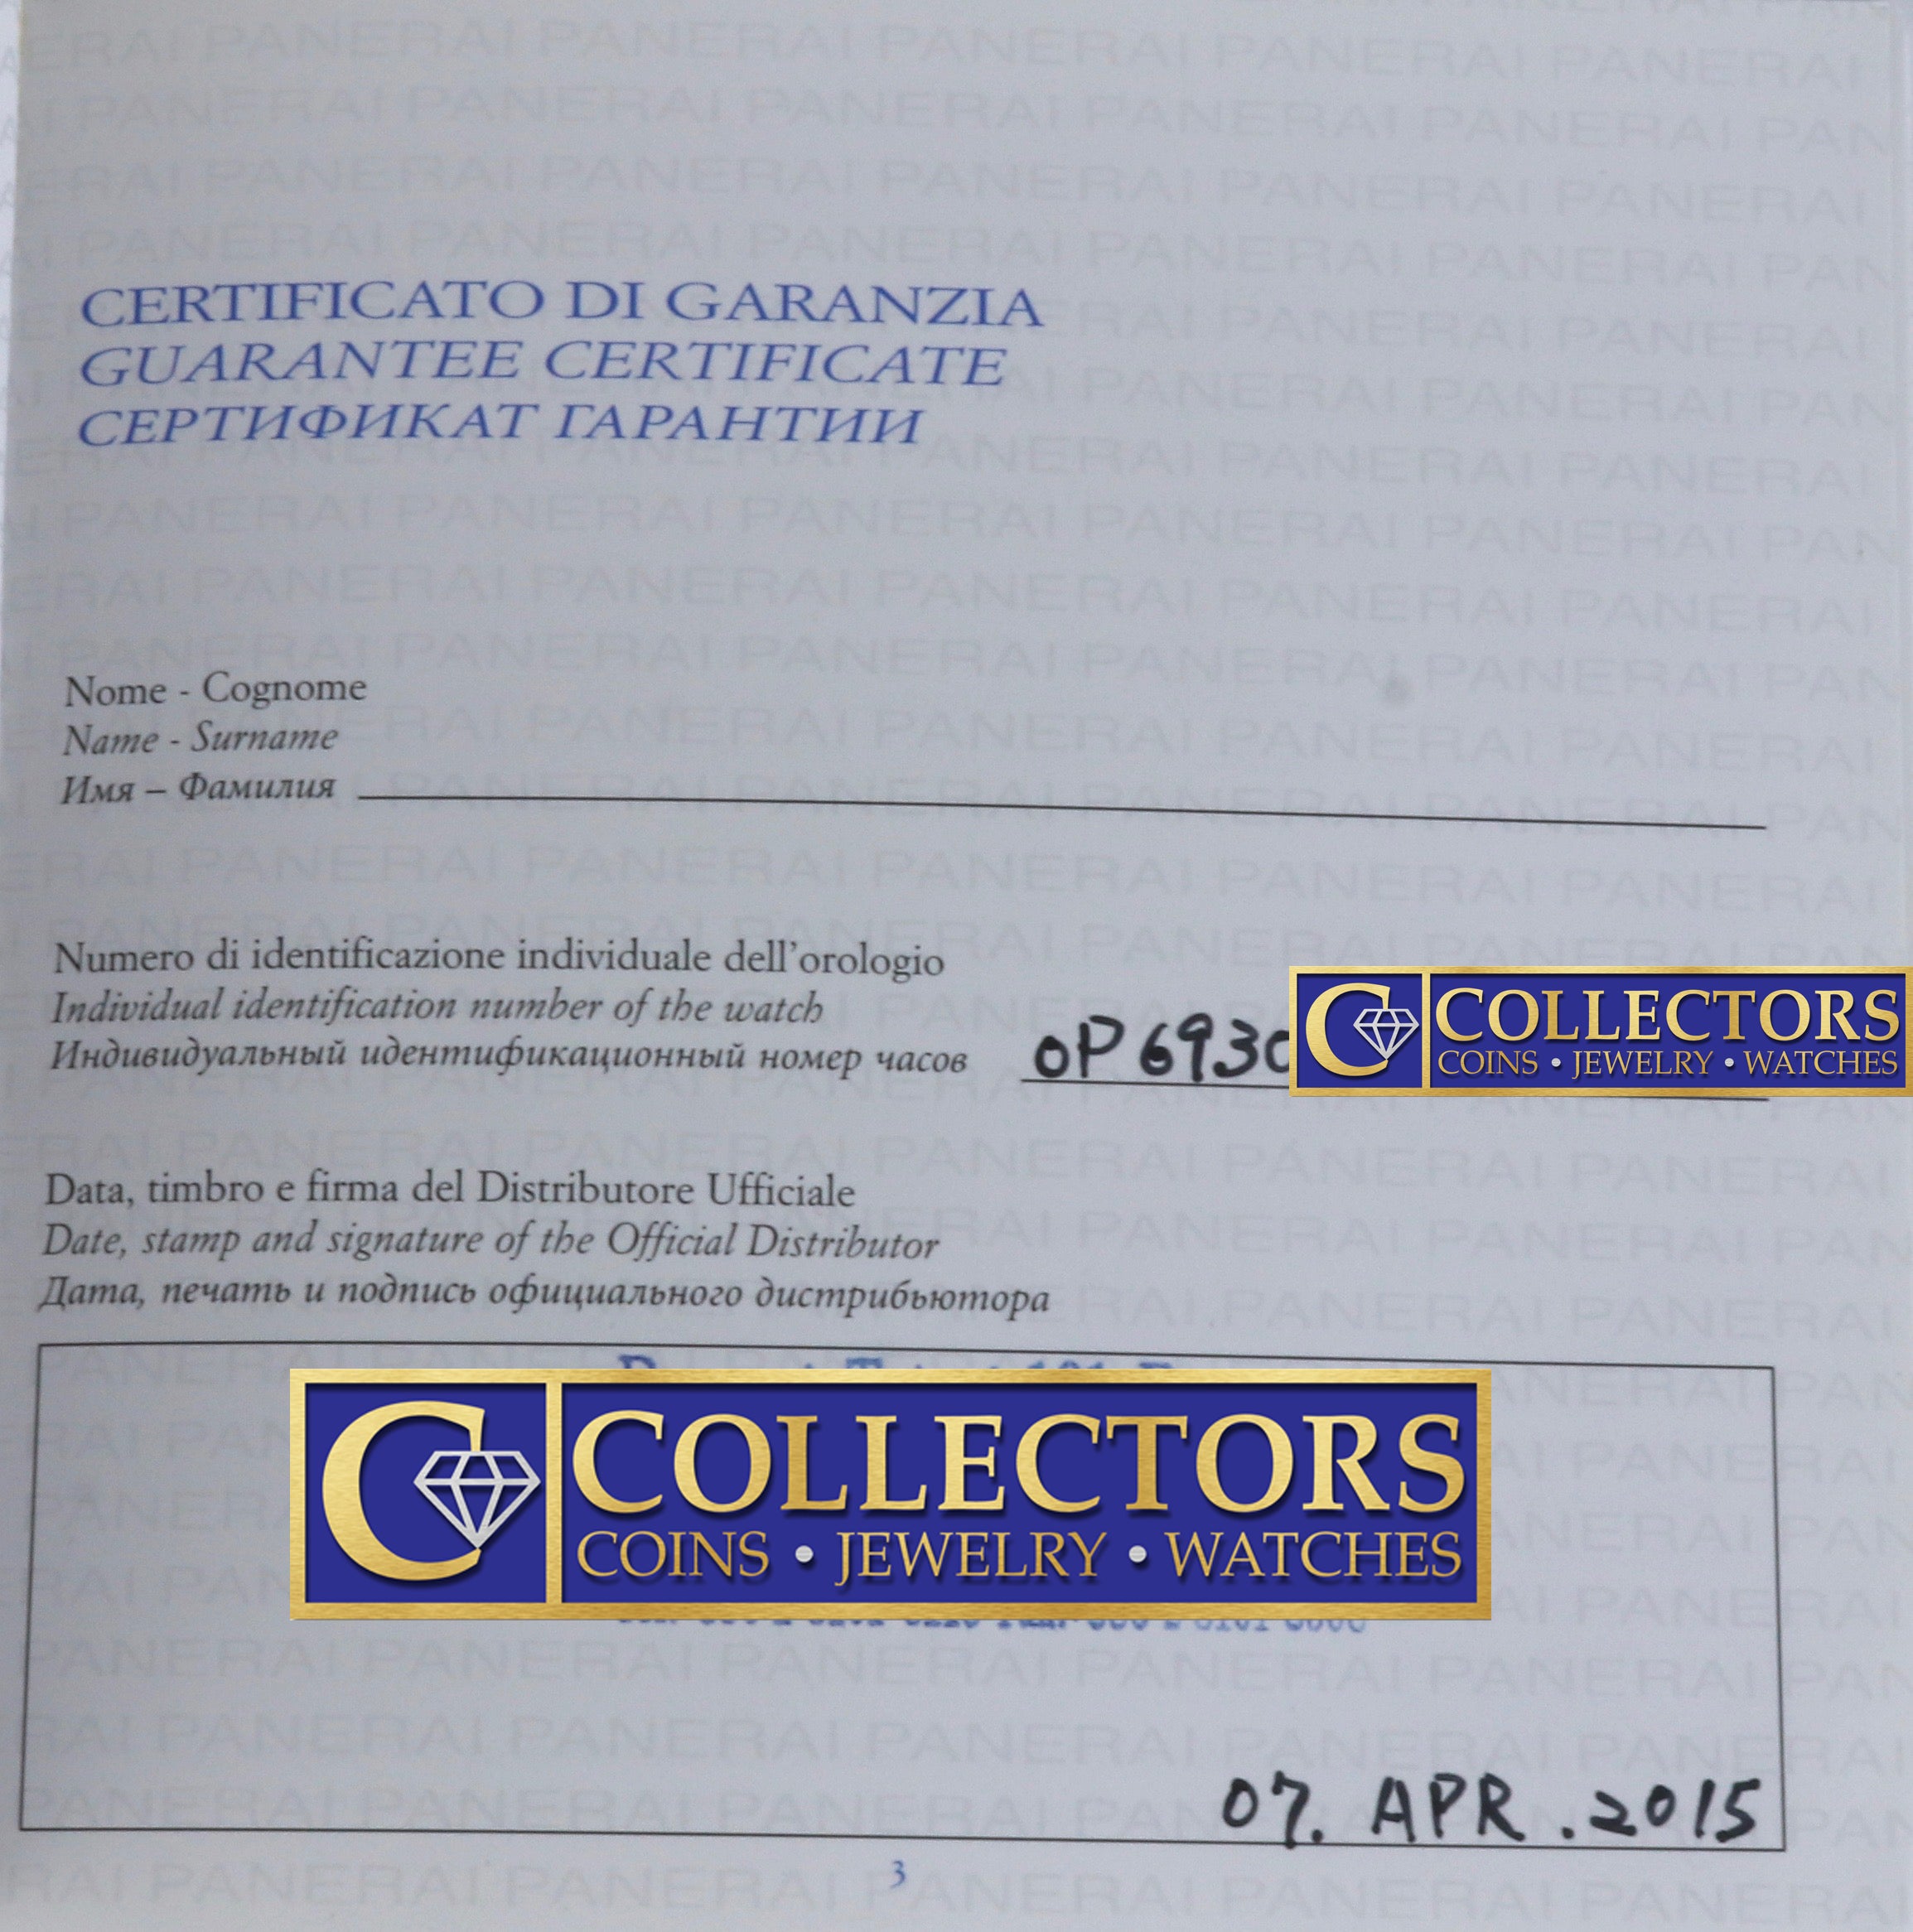 CERTIFICATO DI GARANZIA
GUARANTEE CERTIFICATE
СЕРТИФИКАТ ГАРАНТИИ
Nome - Cognome
Name - Surname
Имя – Фамилия
Numero di identificazione individuale dell'orologio
Individual identification number of the watch
Индивидуальный идентификационный номер часов
OP 6930
COLLECTORS
COINS • JEWELRY • WATCHES
Data, timbro e firma del Distributore Ufficiale
Date, stamp and signature of the Official Distributor
Дата, печать и подпись официального дистрибьютора
COLLECTORS
COINS • JEWELRY • WATCHES
07. APR . 2015
3